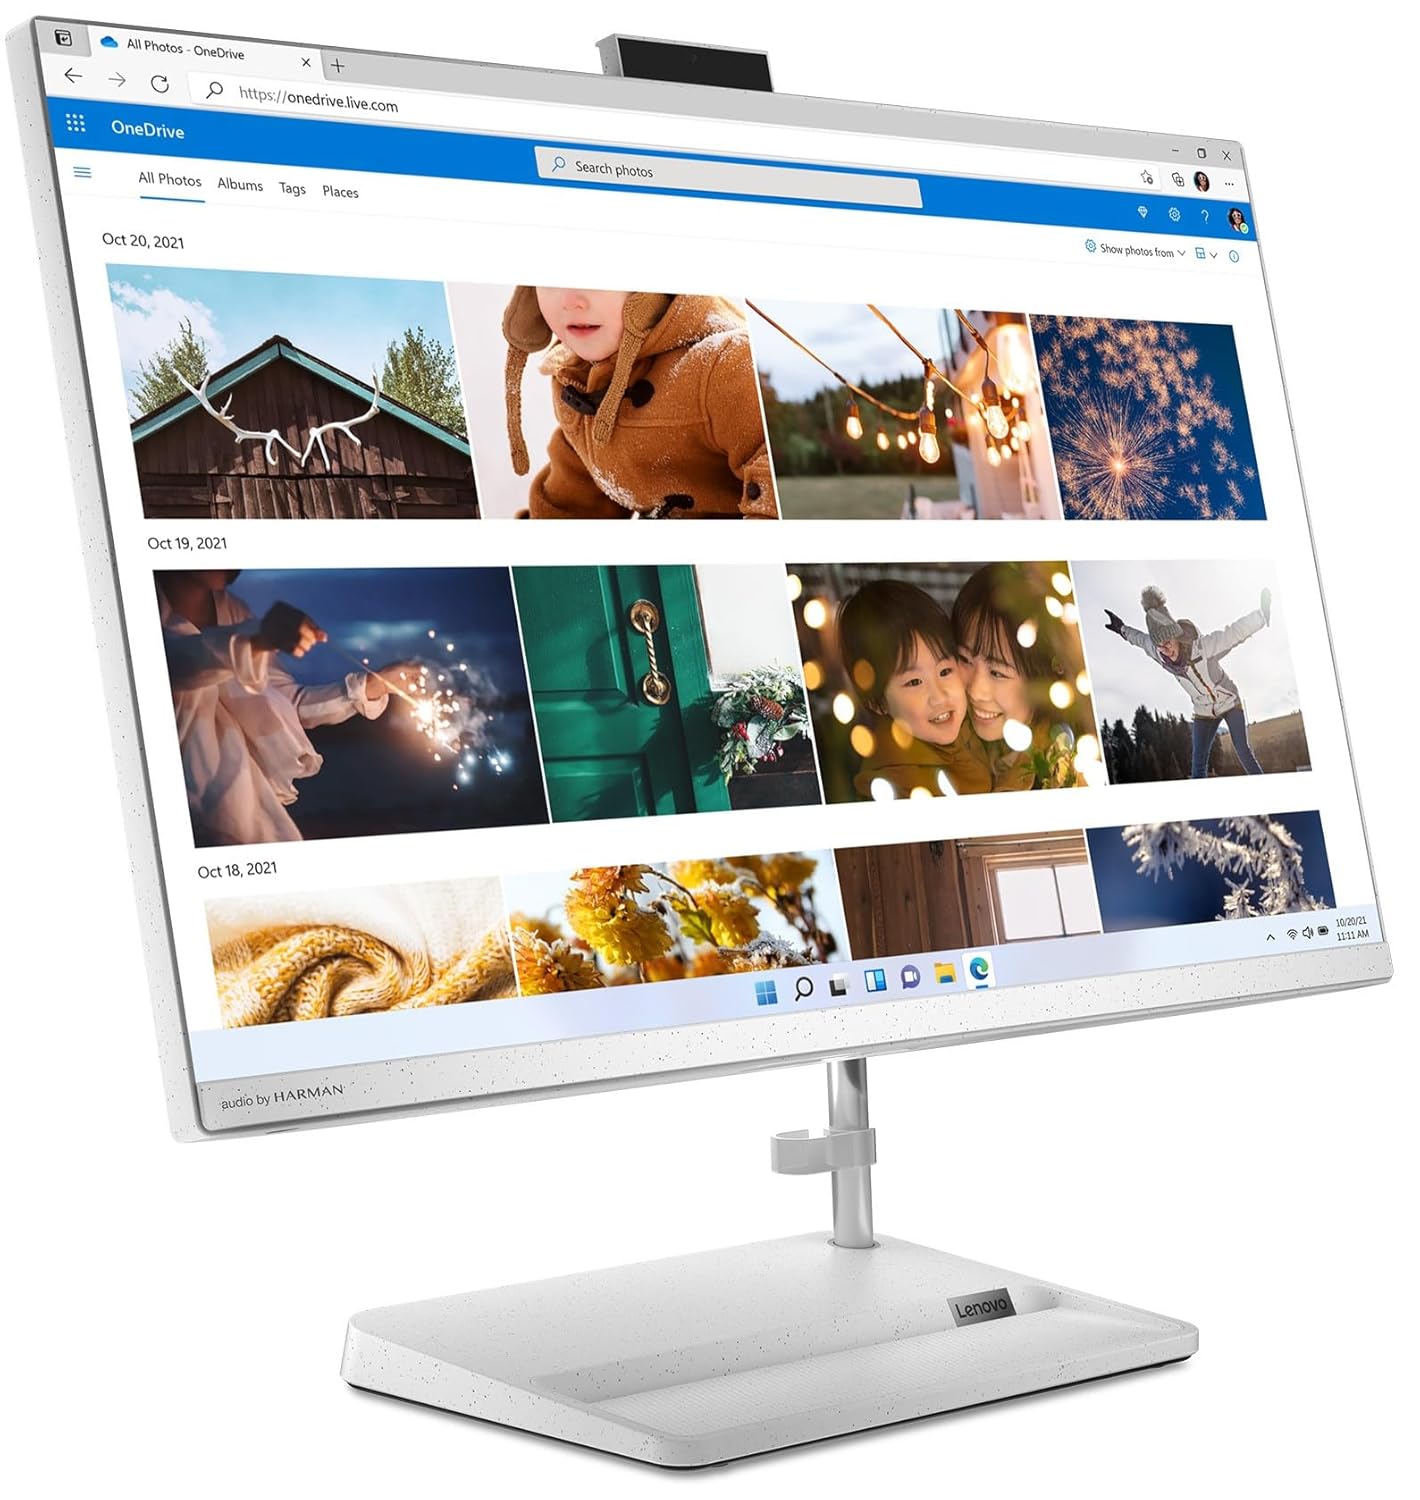 All Photos - OneDrive
https://onedrive.live.com
OneDrive
Search photos
All Photos Albums Tags Places
Oct 20, 2021
Show photos from
Oct 19, 2021
Oct 18, 2021
10/20/21
11:11 AM
audio by HARMAN
Lenovo